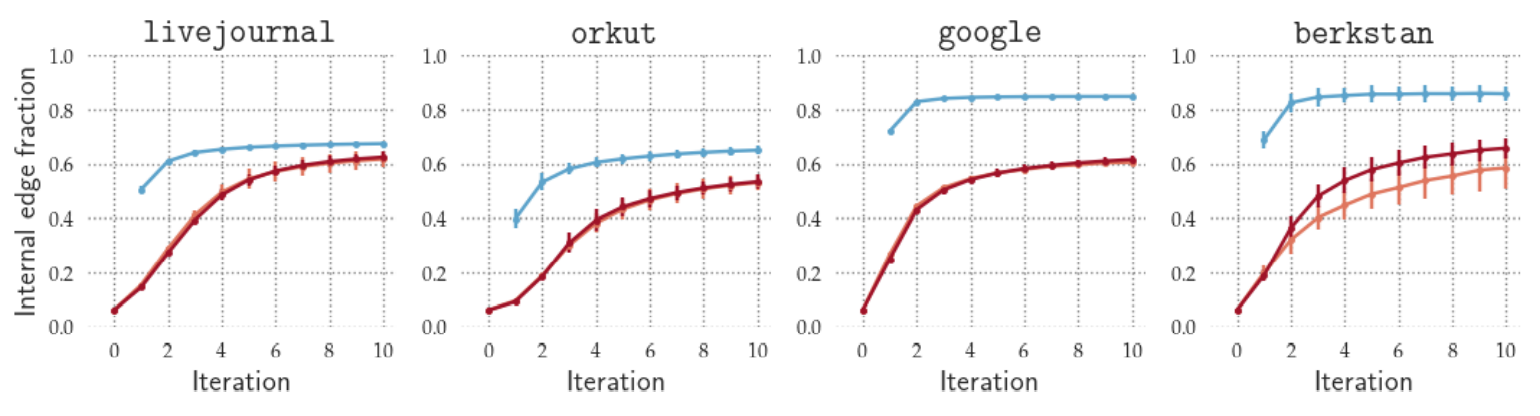 livejournal orkut google berkstan
Internal edge fraction
1.0 1.0 1.0 1.0
0.8 0.8 0.8 0.8
0.6 0.6 0.6 0.6
0.4 0.4 0.4 0.4
0.2 0.2 0.2 0.2
0.0 0.0 0.0 0.0
0 2 4 6 8 10 0 2 4 6 8 10 0 2 4 6 8 10 0 2 4 6 8 10
Iteration Iteration Iteration Iteration